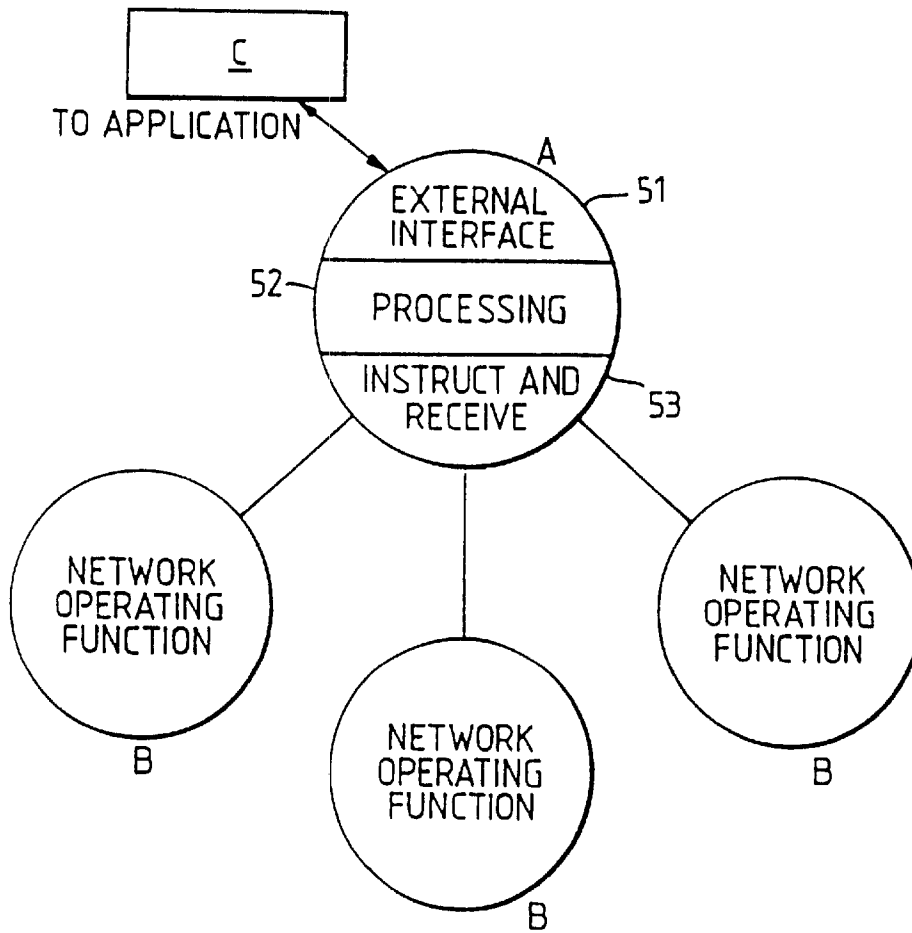 C
TO APPLICATION
A
51
EXTERNAL
INTERFACE
52
PROCESSING
INSTRUCT AND
RECEIVE
53
NETWORK
OPERATING
FUNCTION
B
NETWORK
OPERATING
FUNCTION
B
NETWORK
OPERATING
FUNCTION
B